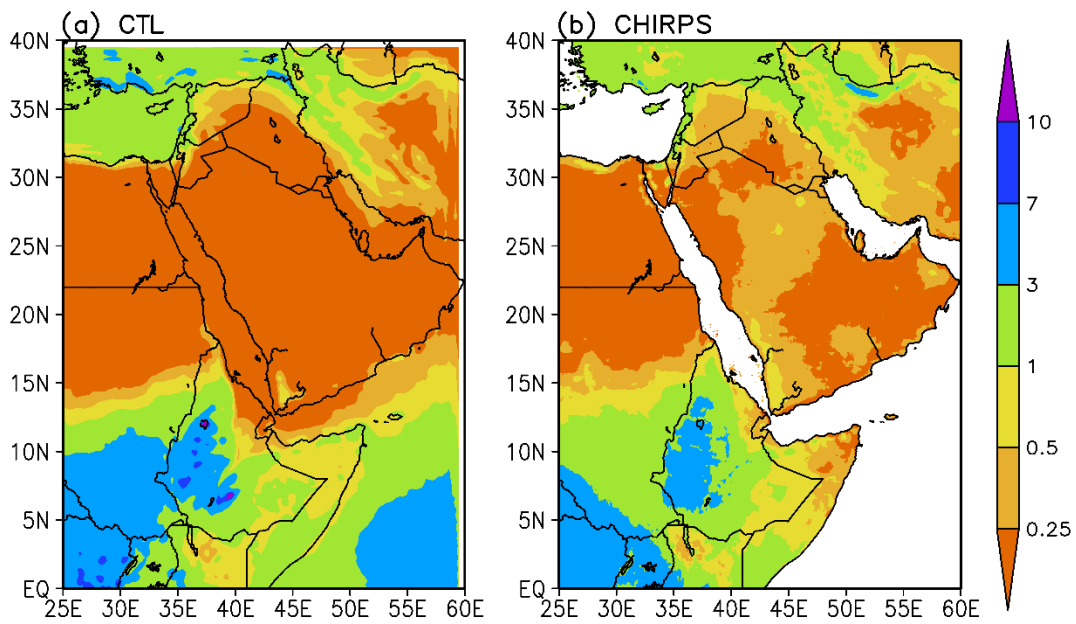 (a) CTL
(b) CHIRPS
40N
35N
30N
25N
20N
15N
10N
5N
EQ
25E 30E 35E 40E 45E 50E 55E 60E
40N
35N
30N
25N
20N
15N
10N
5N
EQ
25E 30E 35E 40E 45E 50E 55E 60E
10
7
3
1
0.5
0.25